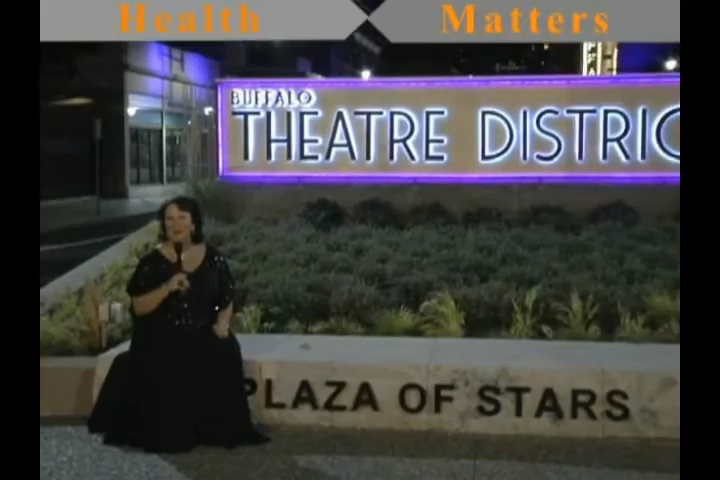 Health Matters
BUFFALO
THEATRE DISTRIC
PLAZA OF STARS